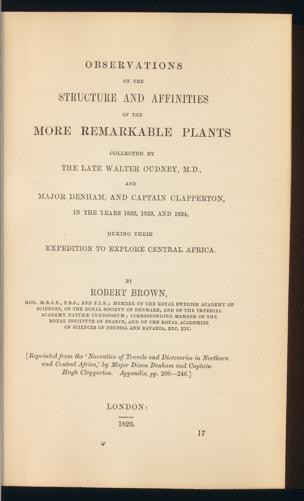 OBSERVATIONS
ON THE
STRUCTURE AND AFFINITIES
OF THE
MORE REMARKABLE PLANTS
COLLECTED BY
THE LATE WALTER OUDNEY, M.D.,
AND
MAJOR DENHAM, AND CAPTAIN CLAPPERTON,
IN THE YEARS 1822, 1823, AND 1824,
DURING THEIR
EXPEDITION TO EXPLORE CENTRAL AFRICA.
BY
ROBERT BROWN,
HON. M.R.S.E., F.R.S., AND F.L.S.; MEMBER OF THE ROYAL SWEDISH ACADEMY OF
SCIENCES, OF THE ROYAL SOCIETY OF DENMARK, AND OF THE IMPERIAL
ACADEMY NATURÆ CURIOSORUM; CORRESPONDING MEMBER OF THE
ROYAL INSTITUTE OF FRANCE, AND OF THE ROYAL ACADEMIES
OF SCIENCES OF PRUSSIA AND BAVARIA, ETC. ETC.
[Reprinted from the 'Narrative of Travels and Discoveries in Northern
and Central Africa,' by Major Dixon Denham and Captain
Hugh Clapperton. Appendix, pp. 208—246.]
LONDON:
1826.
17